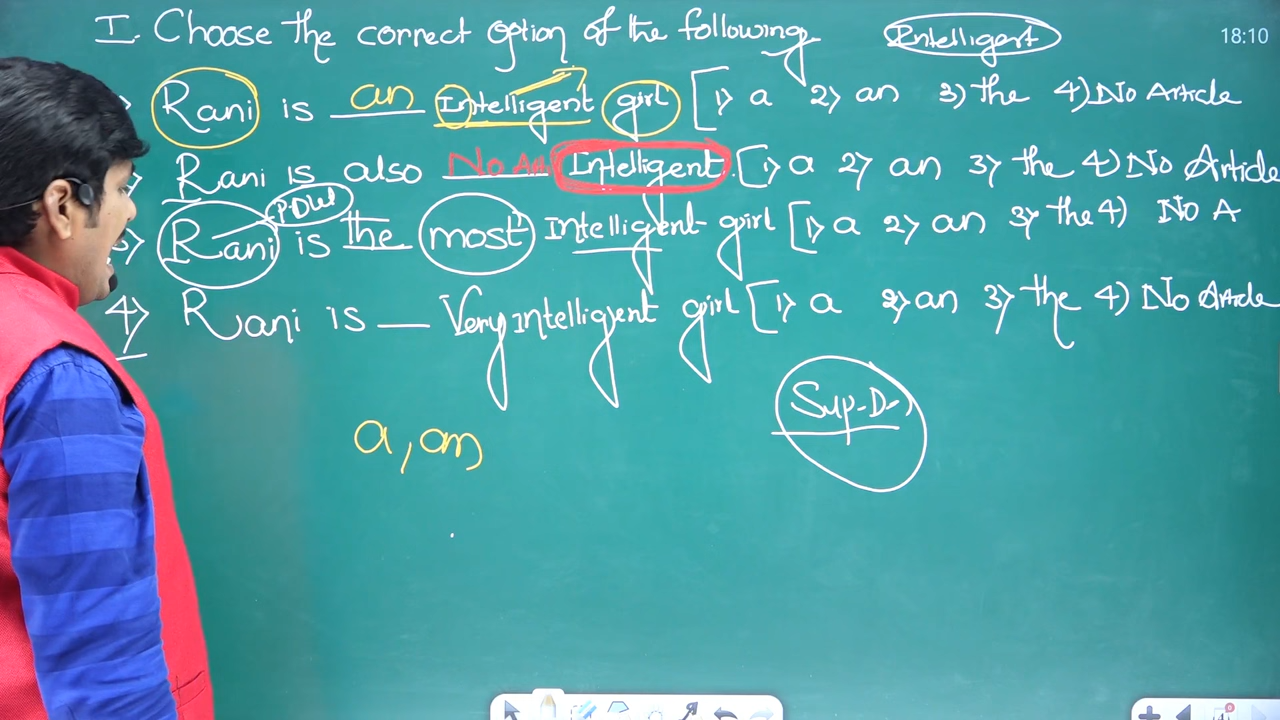 I. Choose the correct option of the following. Intelligent 18:10
Rani is an Intelligent girl [1) a 2) an 3) the 4) No Article
Rani is also No Art Intelligent. [1) a 2) an 3) the 4) No Article
3) Rani is the most Intelligent girl [1) a 2) an 3) the 4) No A
4) Rani is __ Very intelligent girl [1) a 2) an 3) the 4) No Article
Sup-D-
a, an